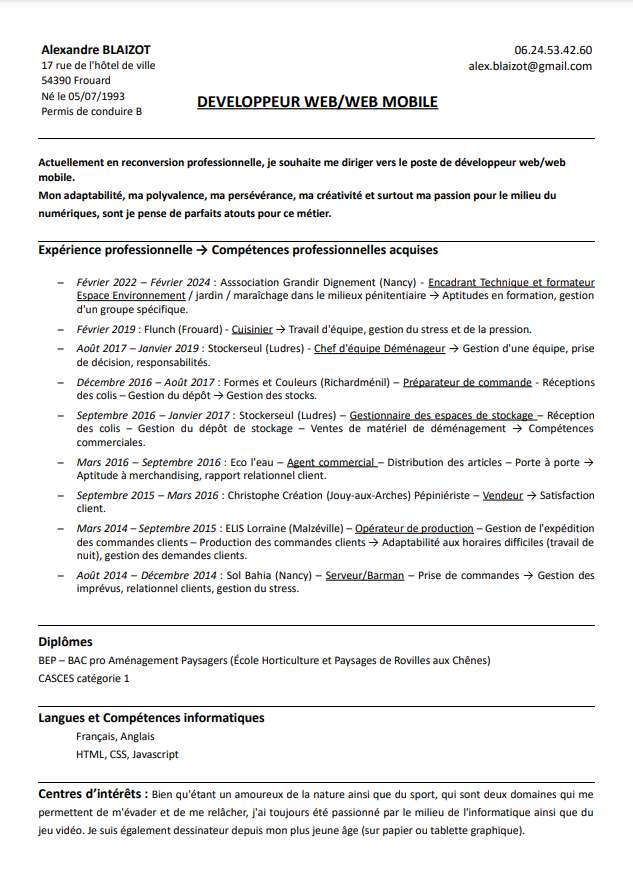 Alexandre BLAIZOT
06.24.53.42.60
17 rue de l'hôtel de ville
alex.blaizot@gmail.com
54390 Frouard
Né le 05/07/1993
DEVELOPPEUR WEB/WEB MOBILE
Permis de conduire B
Actuellement en reconversion professionnelle, je souhaite me diriger vers le poste de développeur web/web
mobile.
Mon adaptabilité, ma polyvalence, ma persévérance, ma créativité et surtout ma passion pour le milieu du
numériques, sont je pense de parfaits atouts pour ce métier.
Expérience professionnelle → Compétences professionnelles acquises
– Février 2022 – Février 2024 : Asssociation Grandir Dignement (Nancy) - Encadrant Technique et formateur
Espace Environnement / jardin / maraîchage dans le milieux pénitentiaire → Aptitudes en formation, gestion
d'un groupe spécifique.
– Février 2019 : Flunch (Frouard) - Cuisinier → Travail d'équipe, gestion du stress et de la pression.
– Août 2017 – Janvier 2019 : Stockerseul (Ludres) - Chef d'équipe Déménageur → Gestion d'une équipe, prise
de décision, responsabilités.
– Décembre 2016 – Août 2017 : Formes et Couleurs (Richardménil) – Préparateur de commande - Réceptions
des colis – Gestion du dépôt → Gestion des stocks.
– Septembre 2016 – Janvier 2017 : Stockerseul (Ludres) – Gestionnaire des espaces de stockage – Réception
des colis – Gestion du dépôt de stockage – Ventes de matériel de déménagement → Compétences
commerciales.
– Mars 2016 – Septembre 2016 : Eco l'eau – Agent commercial – Distribution des articles – Porte à porte →
Aptitude à merchandising, rapport relationnel client.
– Septembre 2015 – Mars 2016 : Christophe Création (Jouy-aux-Arches) Pépiniériste – Vendeur → Satisfaction
client.
– Mars 2014 – Septembre 2015 : ELIS Lorraine (Malzéville) – Opérateur de production – Gestion de l'expédition
des commandes clients – Production des commandes clients → Adaptabilité aux horaires difficiles (travail de
nuit), gestion des demandes clients.
– Août 2014 – Décembre 2014 : Sol Bahia (Nancy) – Serveur/Barman – Prise de commandes → Gestion des
imprévus, relationnel clients, gestion du stress.
Diplômes
BEP – BAC pro Aménagement Paysagers (École Horticulture et Paysages de Rovilles aux Chênes)
CASCES catégorie 1
Langues et Compétences informatiques
Français, Anglais
HTML, CSS, Javascript
Centres d'intérêts : Bien qu'étant un amoureux de la nature ainsi que du sport, qui sont deux domaines qui me
permettent de m'évader et de me relâcher, j'ai toujours été passionné par le milieu de l'informatique ainsi que du
jeu vidéo. Je suis également dessinateur depuis mon plus jeune âge (sur papier ou tablette graphique).